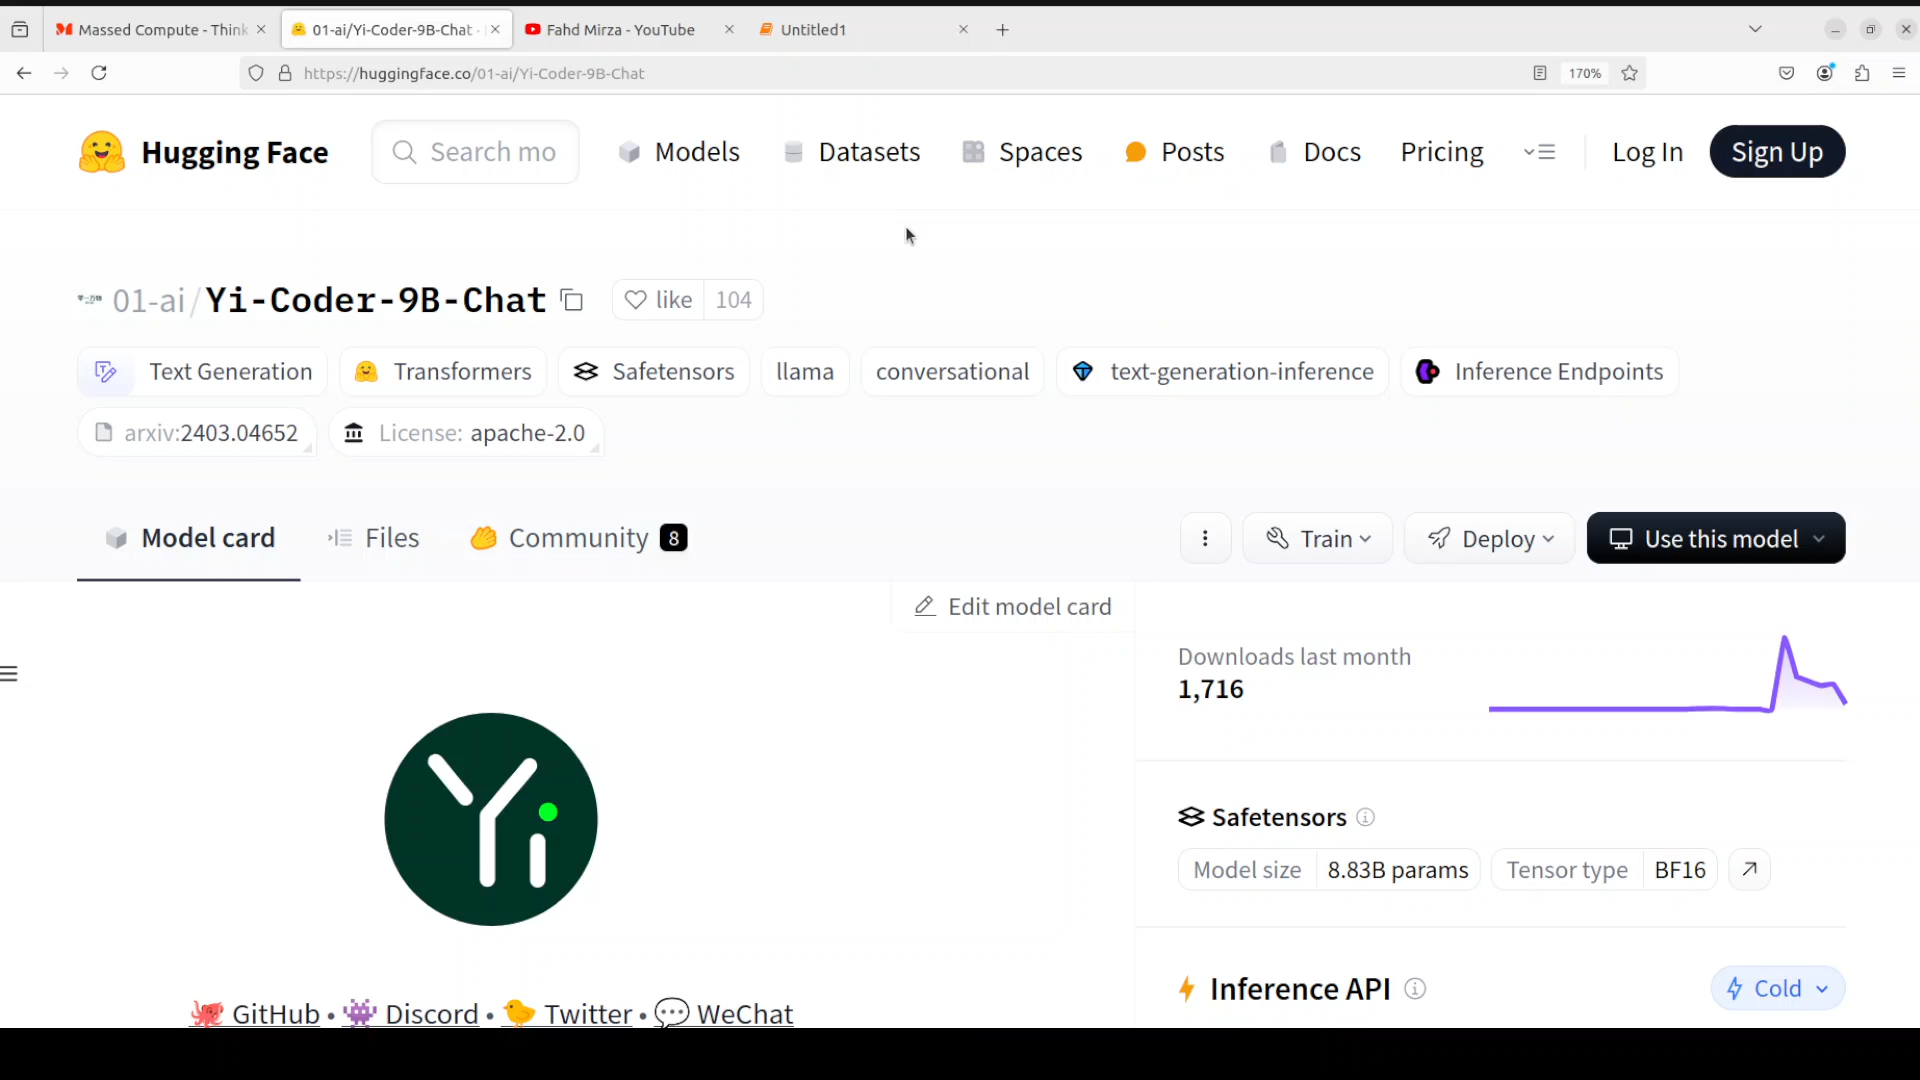 Massed Compute - Think
01-ai/Yi-Coder-9B-Chat
Fahd Mirza - YouTube
Untitled1
https://huggingface.co/01-ai/Yi-Coder-9B-Chat
170%
Hugging Face
Search mo
Models
Datasets
Spaces
Posts
Docs
Pricing
Log In
Sign Up
01-ai/Yi-Coder-9B-Chat
like 104
Text Generation
Transformers
Safetensors
llama
conversational
text-generation-inference
Inference Endpoints
arxiv:2403.04652
License: apache-2.0
Model card
Files
Community 8
Train
Deploy
Use this model
Edit model card
Downloads last month
1,716
Yi
Safetensors
Model size 8.83B params
Tensor type BF16
Inference API
Cold
GitHub • Discord • Twitter • WeChat